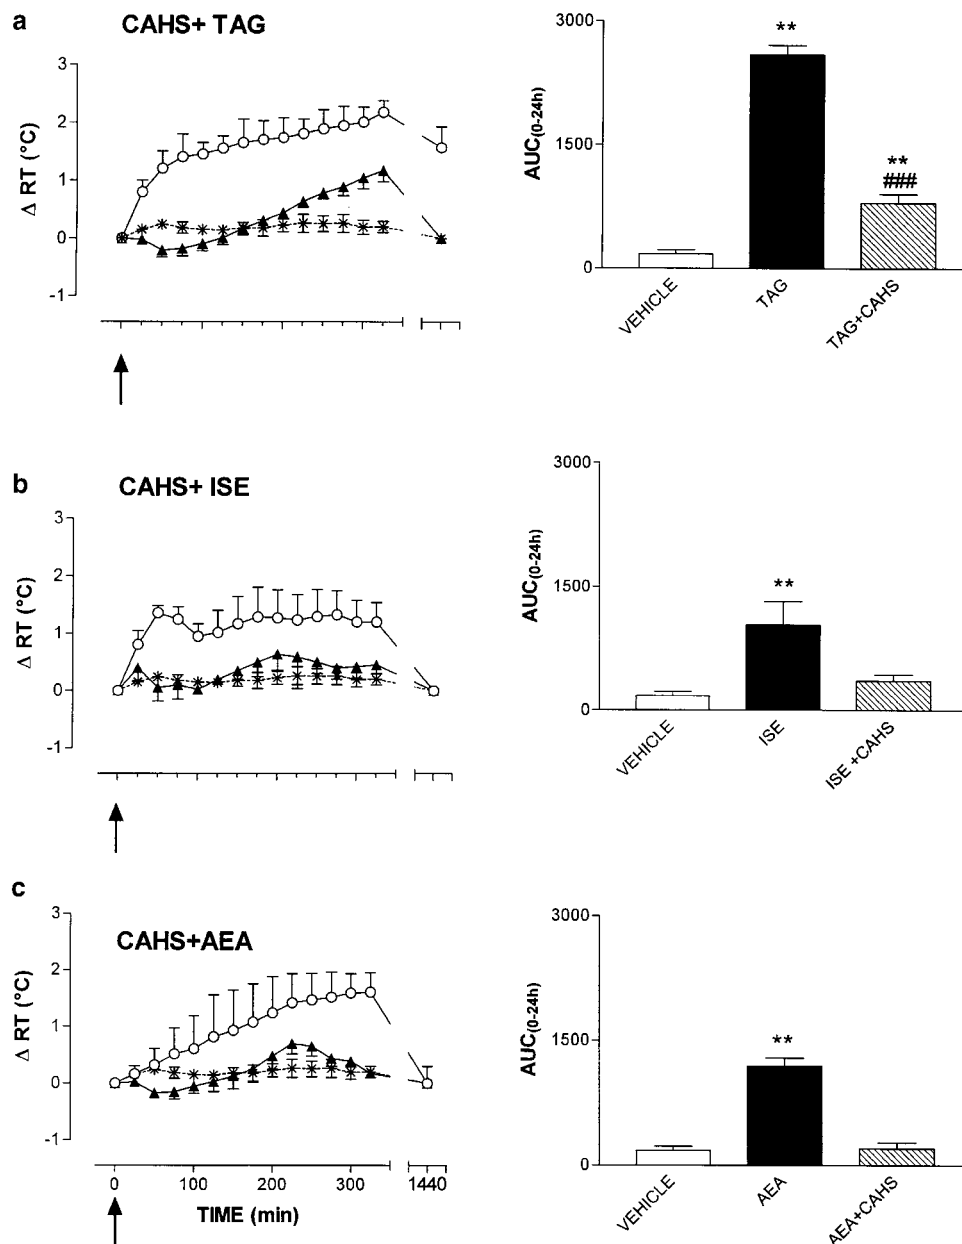 a
CAHS+ TAG
Δ RT (°C)
3
2
1
0
-1
AUC(0-24h)
3000
1500
0
**
**
###
VEHICLE
TAG
TAG+CAHS
b
CAHS+ ISE
Δ RT (°C)
3
2
1
0
-1
AUC(0-24h)
3000
1500
0
**
VEHICLE
ISE
ISE +CAHS
c
CAHS+AEA
Δ RT (°C)
3
2
1
0
-1
0
100
200
300
1440
TIME (min)
AUC(0-24h)
3000
1500
0
**
VEHICLE
AEA
AEA+CAHS